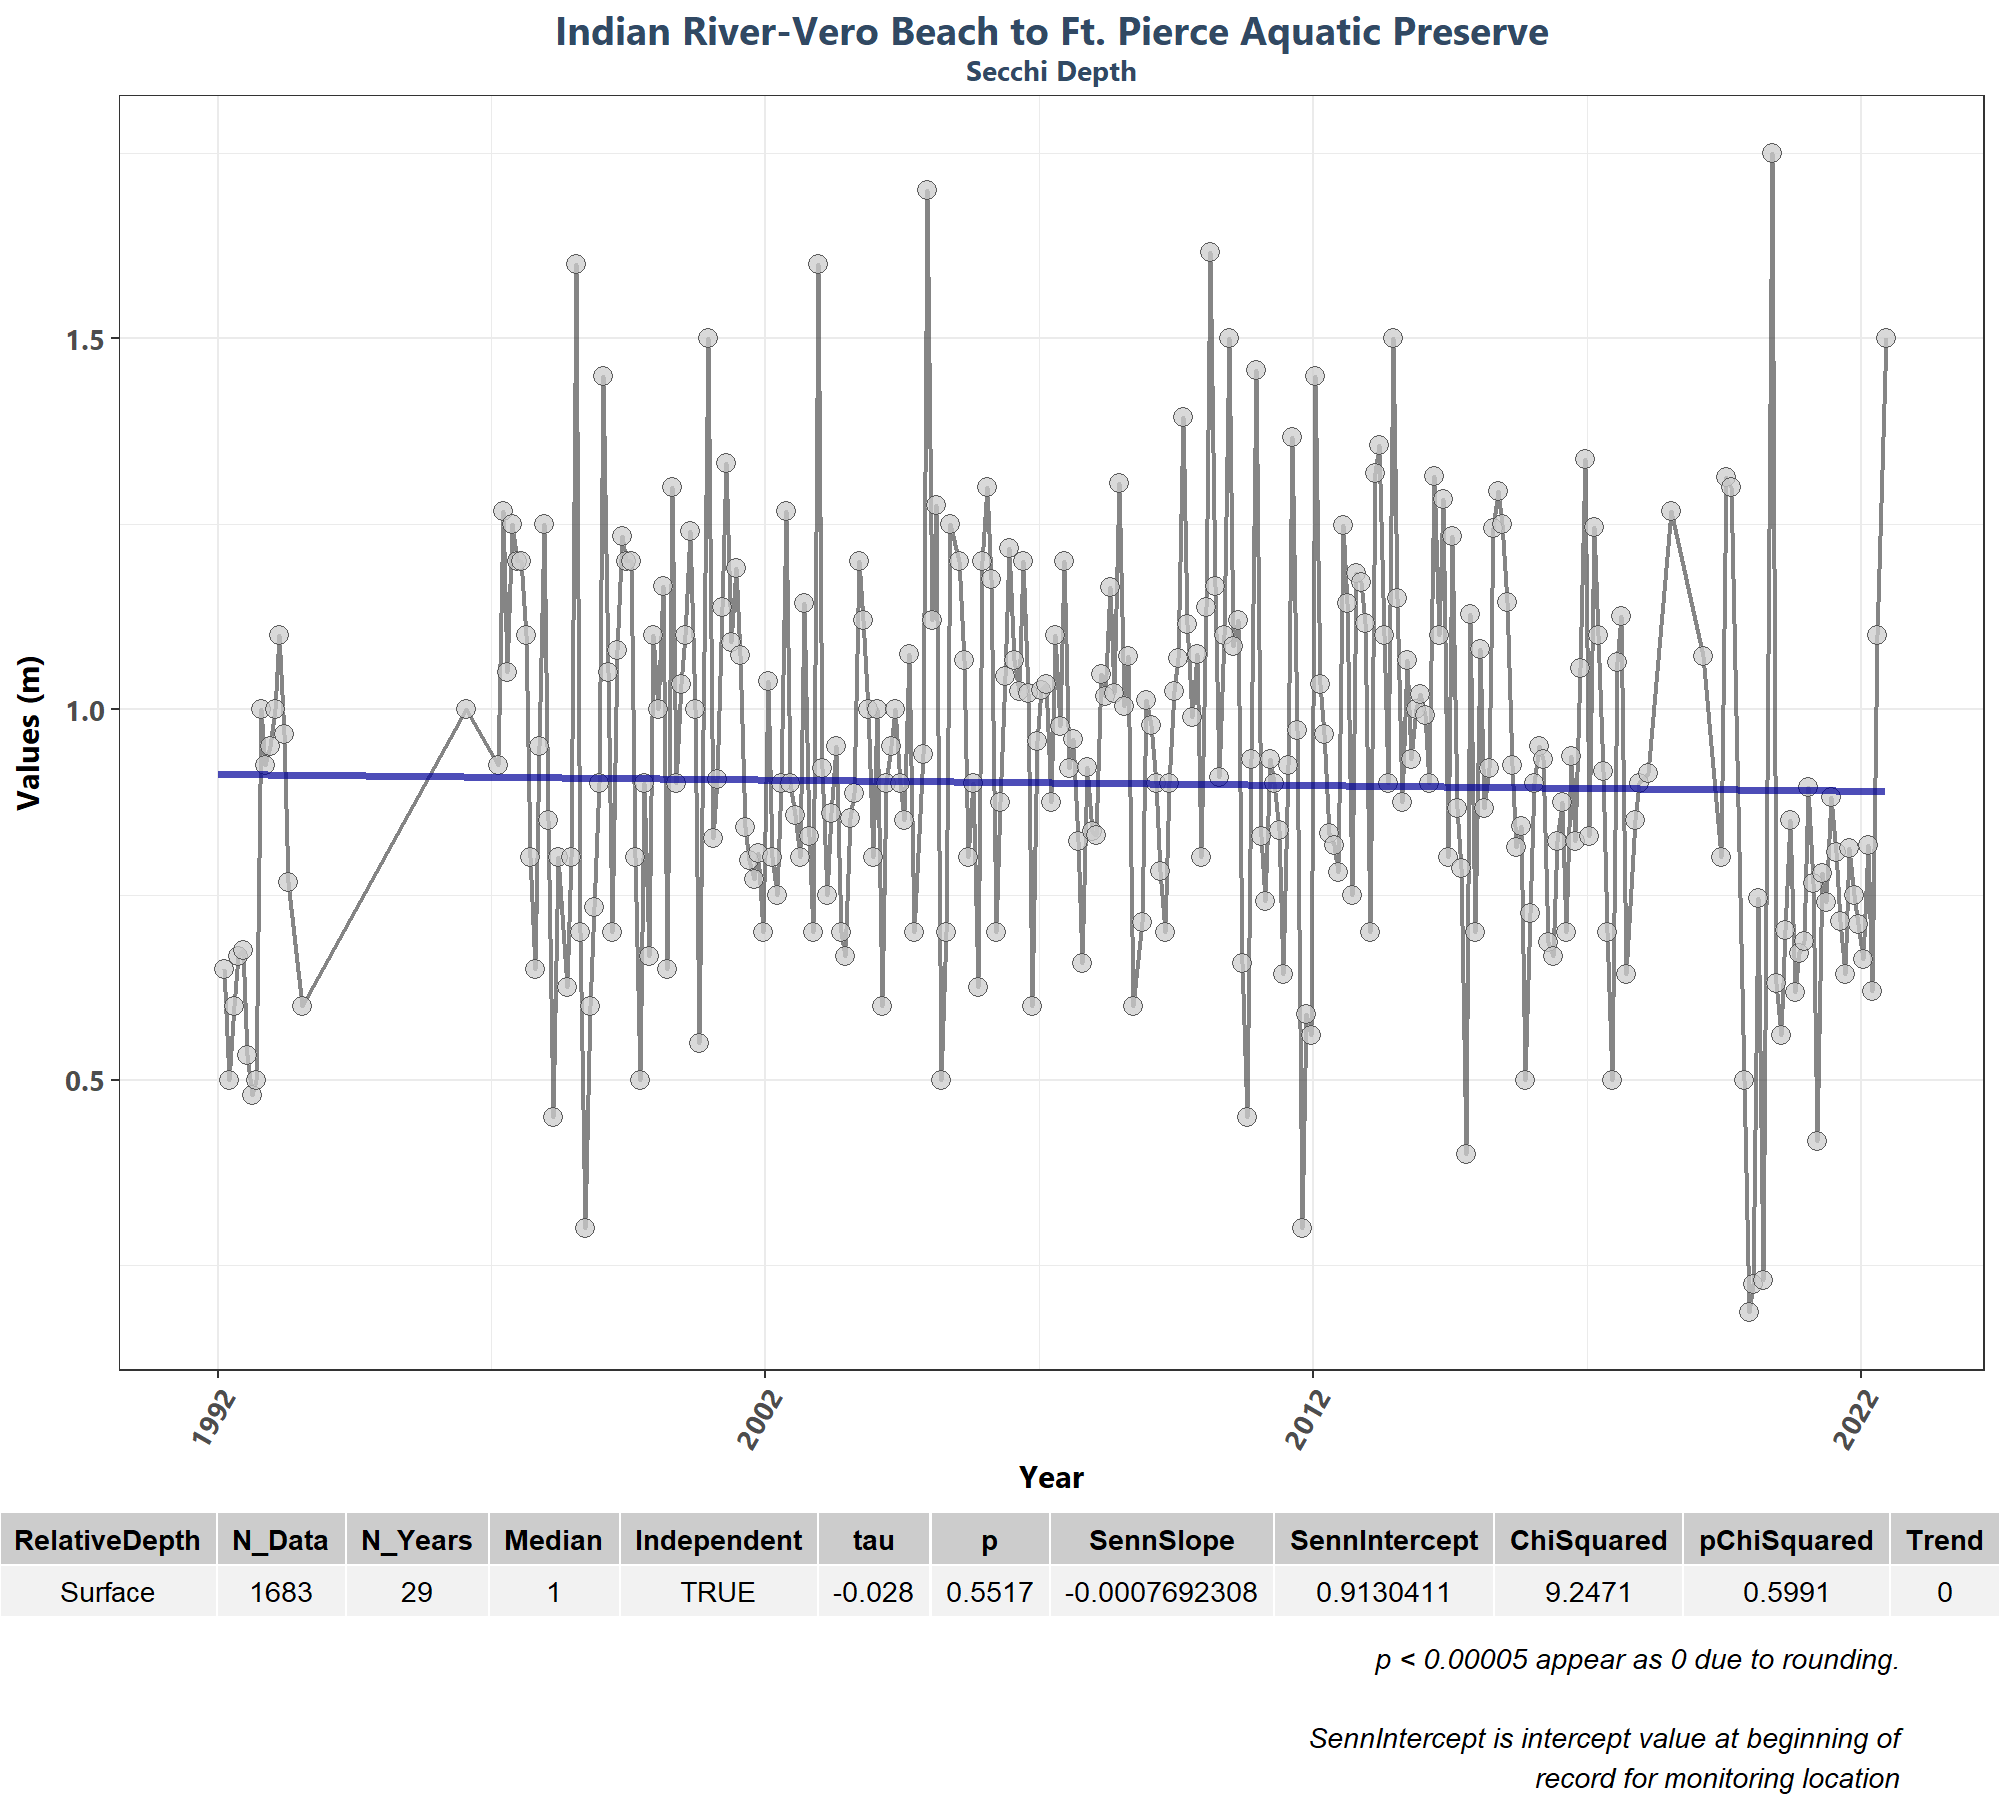 Indian River-Vero Beach to Ft. Pierce Aquatic Preserve
Secchi Depth
Values (m)
1.5
1.0
0.5
1992 2002 2012 2022
Year
RelativeDepth N_Data N_Years Median Independent tau p SennSlope SennIntercept ChiSquared pChiSquared Trend
Surface 1683 29 1 TRUE -0.028 0.5517 -0.0007692308 0.9130411 9.2471 0.5991 0
p < 0.00005 appear as 0 due to rounding.
SennIntercept is intercept value at beginning of
record for monitoring location